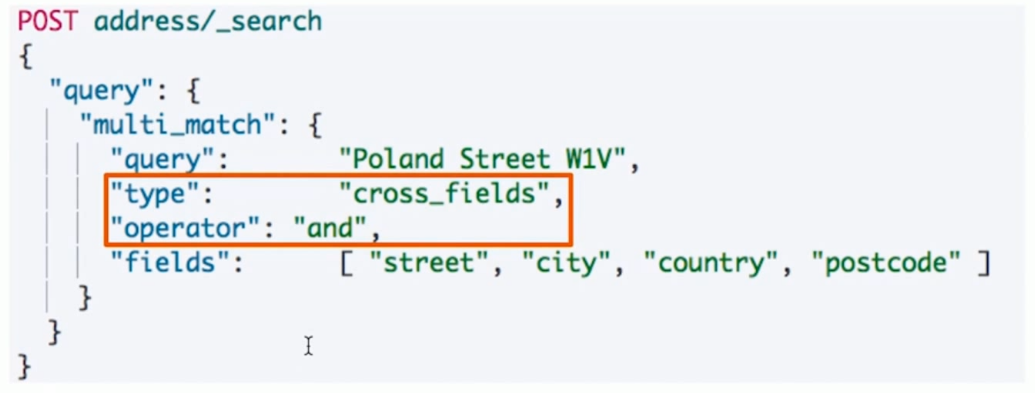 POST address/_search
{
"query": {
"multi_match": {
"query": "Poland Street W1V",
"type": "cross_fields",
"operator": "and",
"fields": [ "street", "city", "country", "postcode" ]
}
}
}